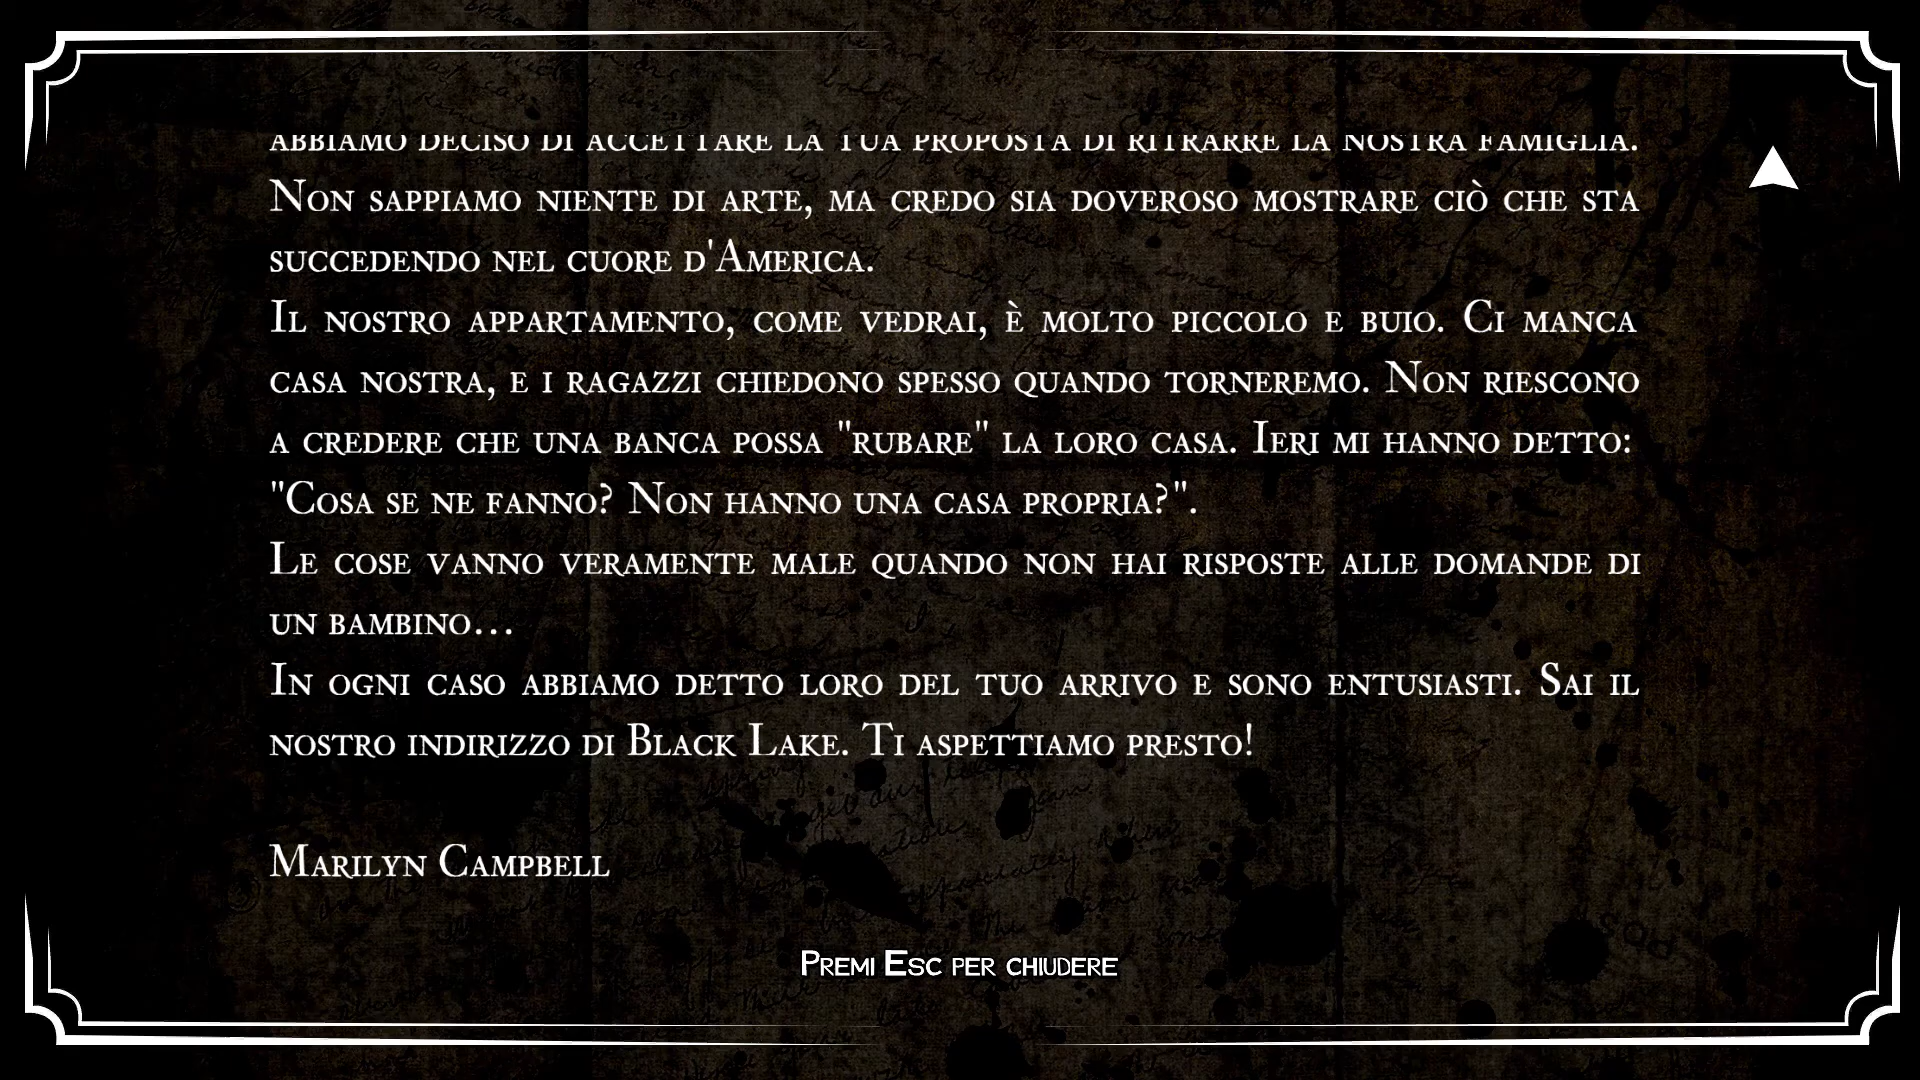 abbiamo deciso di accettare la tua proposta di ritrarre la nostra famiglia.
Non sappiamo niente di arte, ma credo sia doveroso mostrare ciò che sta
succedendo nel cuore d'America.
Il nostro appartamento, come vedrai, è molto piccolo e buio. Ci manca
casa nostra, e i ragazzi chiedono spesso quando torneremo. Non riescono
a credere che una banca possa "rubare" la loro casa. Ieri mi hanno detto:
"Cosa se ne fanno? Non hanno una casa propria?".
Le cose vanno veramente male quando non hai risposte alle domande di
un bambino...
In ogni caso abbiamo detto loro del tuo arrivo e sono entusiasti. Sai il
nostro indirizzo di Black Lake. Ti aspettiamo presto!
Marilyn Campbell
Premi Esc per chiudere